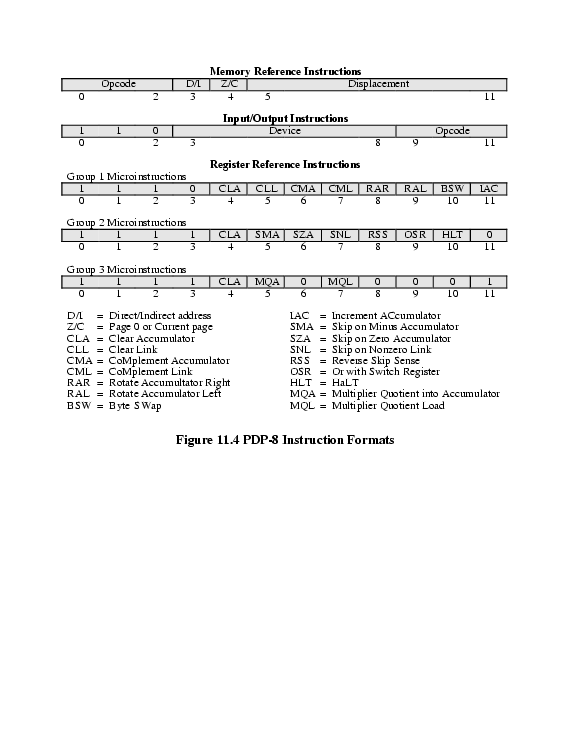 Memory Reference Instructions
Opcode D/I Z/C Displacement
0 2 3 4 5 11
Input/Output Instructions
1 1 0 Device Opcode
0 2 3 8 9 11
Register Reference Instructions
Group 1 Microinstructions
1 1 1 0 CLA CLL CMA CML RAR RAL BSW IAC
0 1 2 3 4 5 6 7 8 9 10 11
Group 2 Microinstructions
1 1 1 1 CLA SMA SZA SNL RSS OSR HLT 0
0 1 2 3 4 5 6 7 8 9 10 11
Group 3 Microinstructions
1 1 1 1 CLA MQA 0 MQL 0 0 0 1
0 1 2 3 4 5 6 7 8 9 10 11
D/I = Direct/Indirect address
Z/C = Page 0 or Current page
CLA = Clear Accumulator
CLL = Clear Link
CMA = CoMplement Accumulator
CML = CoMplement Link
RAR = Rotate Accumultator Right
RAL = Rotate Accumulator Left
BSW = Byte SWap
IAC = Increment ACcumulator
SMA = Skip on Minus Accumulator
SZA = Skip on Zero Accumulator
SNL = Skip on Nonzero Link
RSS = Reverse Skip Sense
OSR = Or with Switch Register
HLT = HaLT
MQA = Multiplier Quotient into Accumulator
MQL = Multiplier Quotient Load
Figure 11.4 PDP-8 Instruction Formats